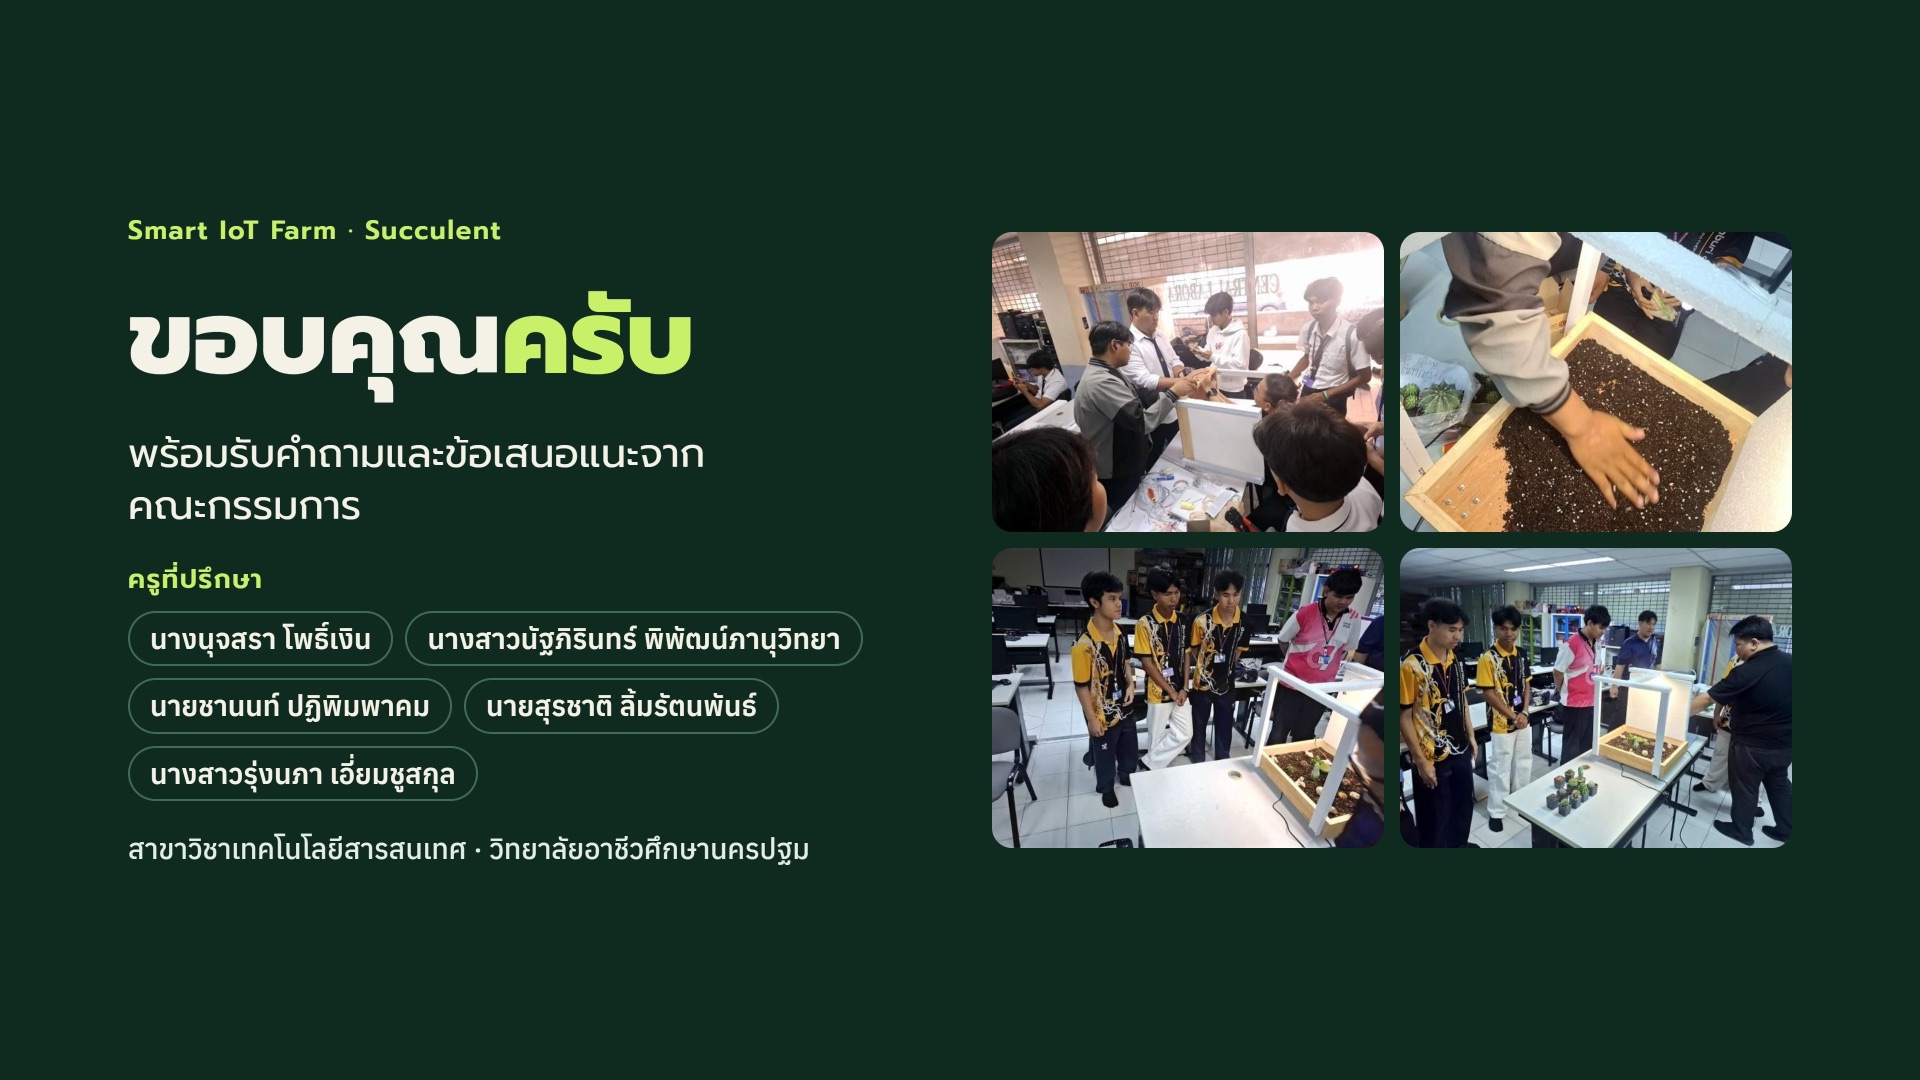 Smart IoT Farm · Succulent
ขอบคุณครับ
พร้อมรับคำถามและข้อเสนอแนะจาก
คณะกรรมการ
ครูที่ปรึกษา
นางนุจสรา โพธิ์เงิน
นางสาวนัฐภิรินทร์ พิพัฒน์ภานุวิทยา
นายชานนท์ ปฏิพิมพาคม
นายสุรชาติ ลิ้มรัตนพันธ์
นางสาวรุ่งนภา เอี่ยมชูสกุล
สาขาวิชาเทคโนโลยีสารสนเทศ · วิทยาลัยอาชีวศึกษานครปฐม